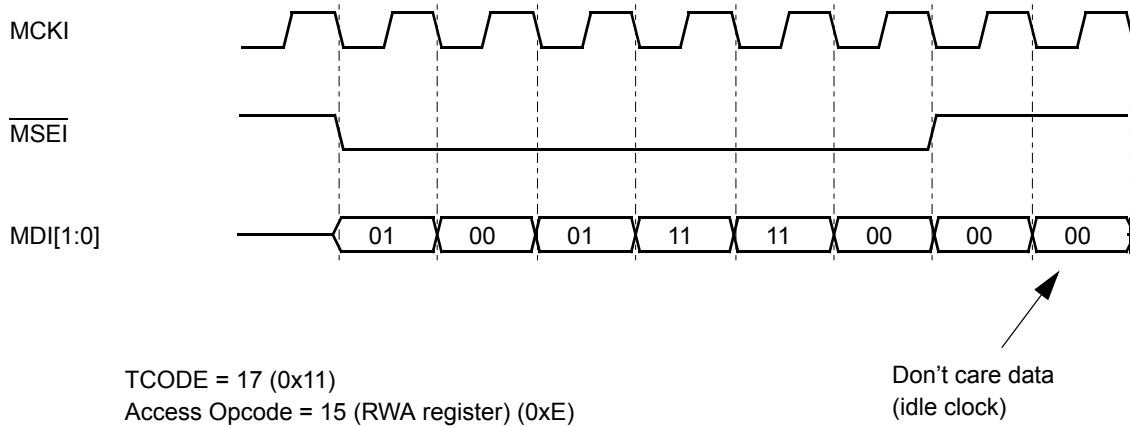 MCKI
MSEI
MDI[1:0]
01 00 01 11 11 00 00 00
TCODE = 17 (0x11)
Access Opcode = 15 (RWA register) (0xE)
Don't care data
(idle clock)